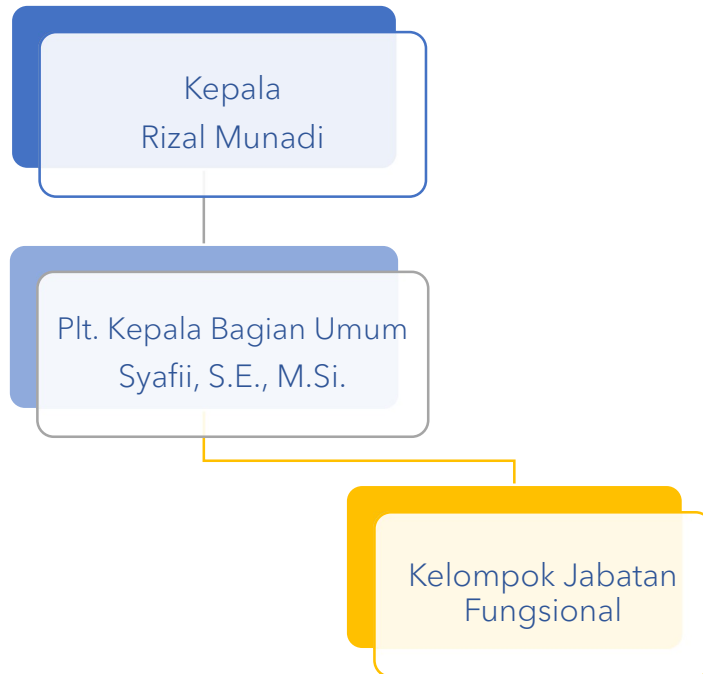 Kepala
Rizal Munadi
Plt. Kepala Bagian Umum
Syafii, S.E., M.Si.
Kelompok Jabatan
Fungsional